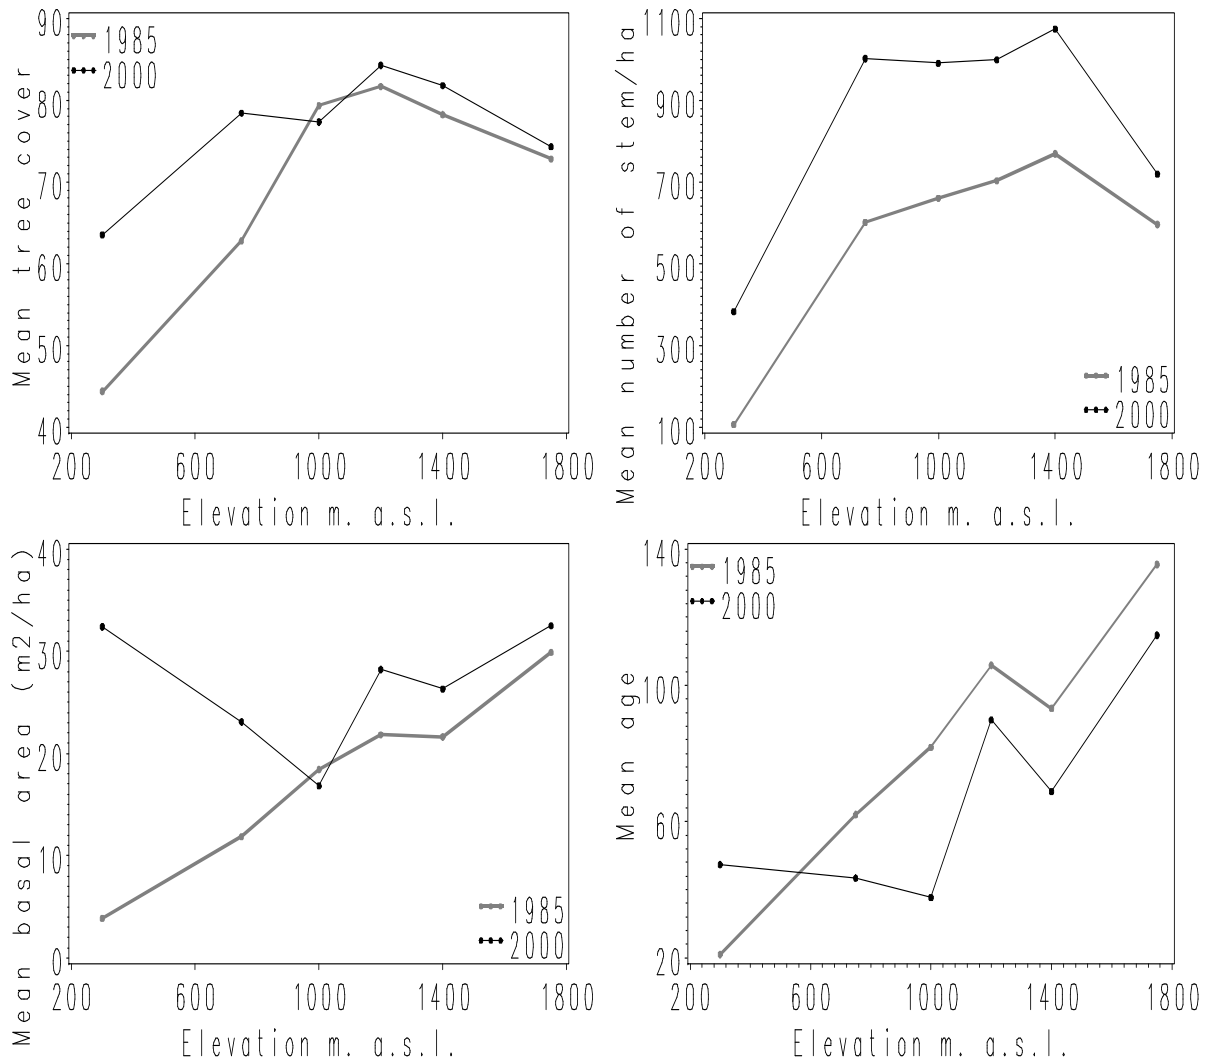 Mean tree cover
90
80
70
60
50
40
1985
2000
200 600 1000 1400 1800
Elevation m. a.s.l.
Mean number of stem/ha
1100
900
700
500
300
100
1985
2000
200 600 1000 1400 1800
Elevation m. a.s.l.
Mean basal area (m2/ha)
40
30
20
10
0
1985
2000
200 600 1000 1400 1800
Elevation m. a.s.l.
Mean age
140
100
60
20
1985
2000
200 600 1000 1400 1800
Elevation m. a.s.l.